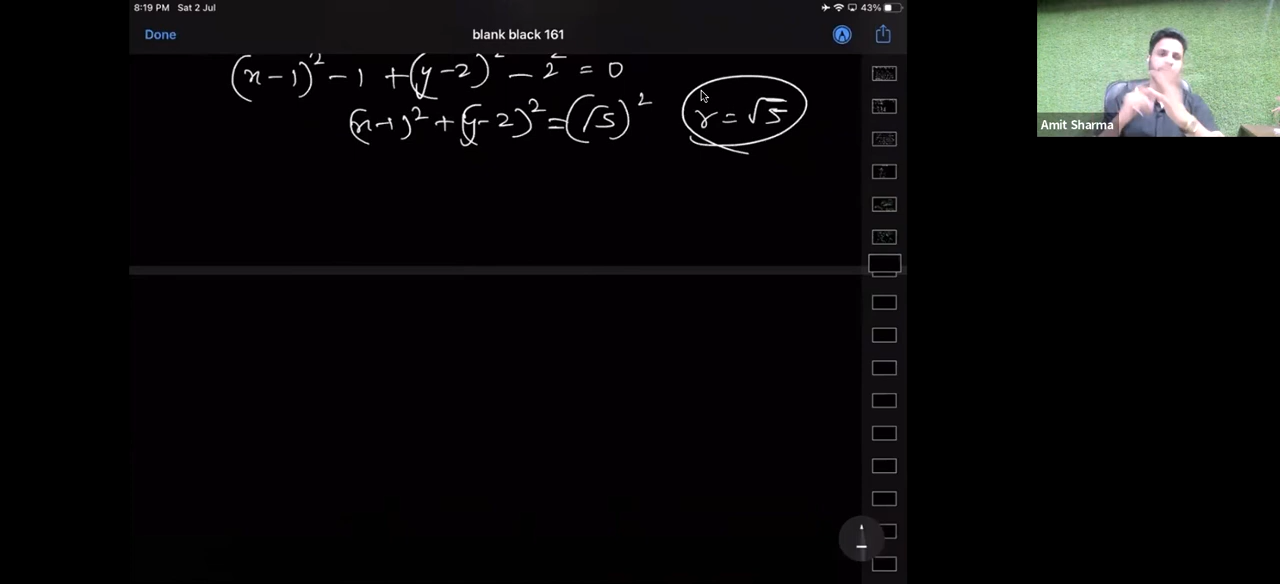 8:19 PM Sat 2 Jul
43%
Done
blank black 161
(x-1)² - 1 + (y-2)² - 2² = 0
(x-1)² + (y-2)² = (√5)²
r = √5
Amit Sharma